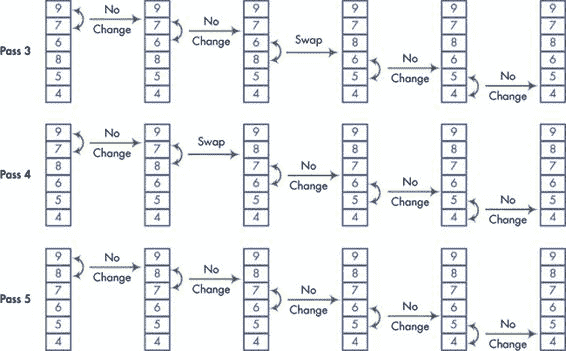 9 No 9 9 9 9 9
7 Change 7 No 7 7 7 7
Pass 3 6 6 Change 6 Swap 8 8 8
8 8 8 6 No 6 6
5 5 5 5 Change 5 No 5
4 4 4 4 4 Change 4
9 No 9 Swap 9 9 9 9
7 Change 7 8 8 8 8
Pass 4 8 8 7 No 7 7 7
6 6 6 Change 6 No 6 6
5 5 5 5 Change 5 No 5
4 4 4 4 4 Change 4
9 No 9 9 9 9 9
8 Change 8 No 8 8 8 8
Pass 5 7 7 Change 7 No 7 7 7
6 6 6 Change 6 No 6 6
5 5 5 5 Change 5 No 5
4 4 4 4 4 Change 4